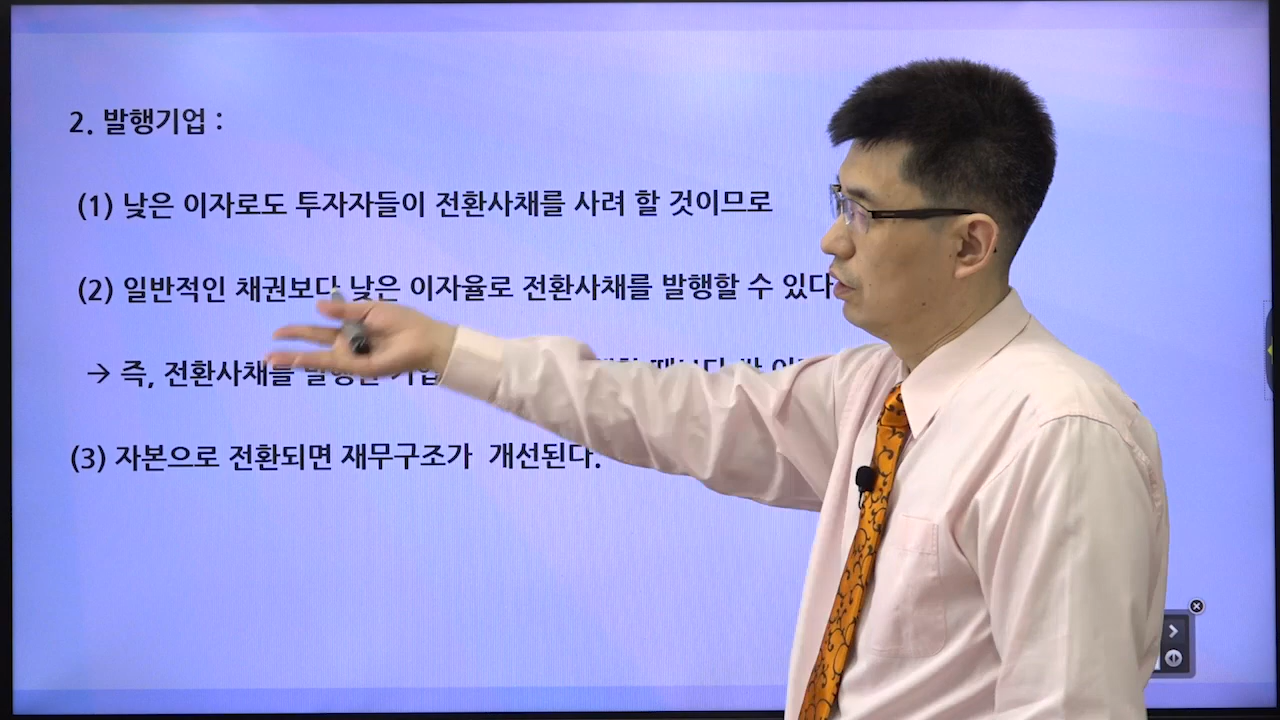 2. 발행기업 :
(1) 낮은 이자로도 투자자들이 전환사채를 사려 할 것이므로
(2) 일반적인 채권보다 낮은 이자율로 전환사채를 발행할 수 있다
→ 즉, 전환사채를
(3) 자본으로 전환되면 재무구조가 개선된다.